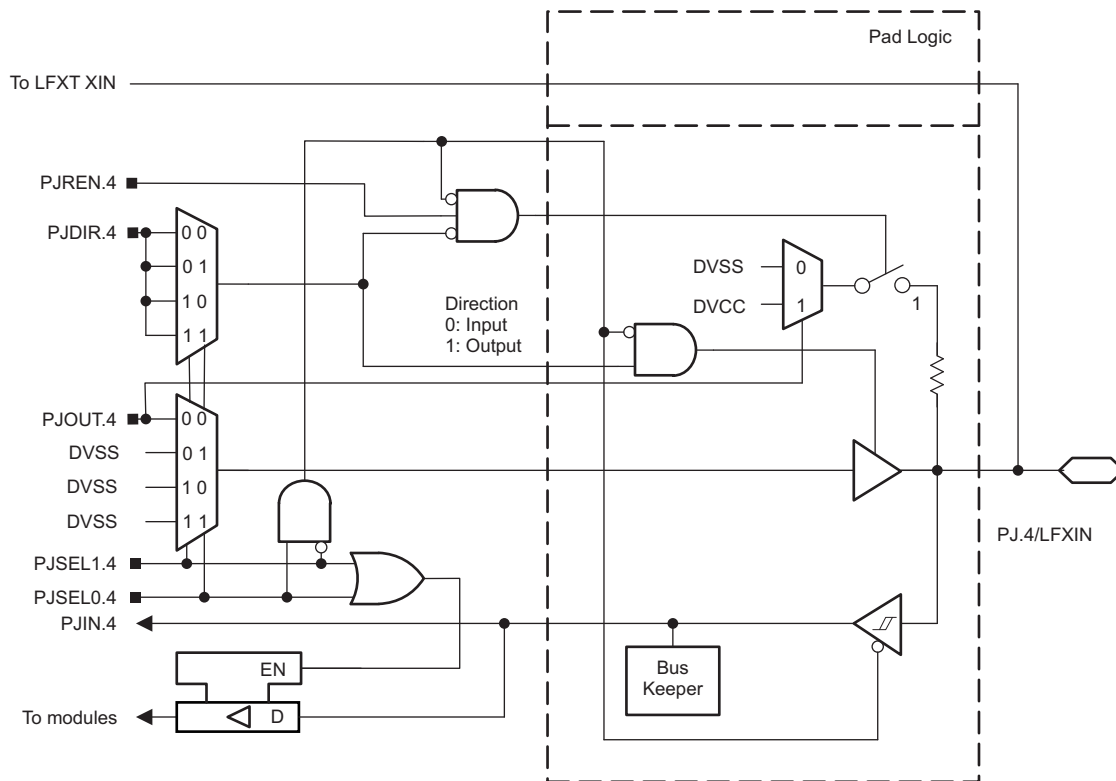 Pad Logic
To LFXT XIN
PJREN.4
PJDIR.4
0 0
0 1
1 0
1 1
Direction
0: Input
1: Output
DVSS
0
DVCC
1
1
PJOUT.4
0 0
DVSS
0 1
DVSS
1 0
DVSS
1 1
PJ.4/LFXIN
PJSEL1.4
PJSEL0.4
PJIN.4
EN
Bus
Keeper
To modules
D